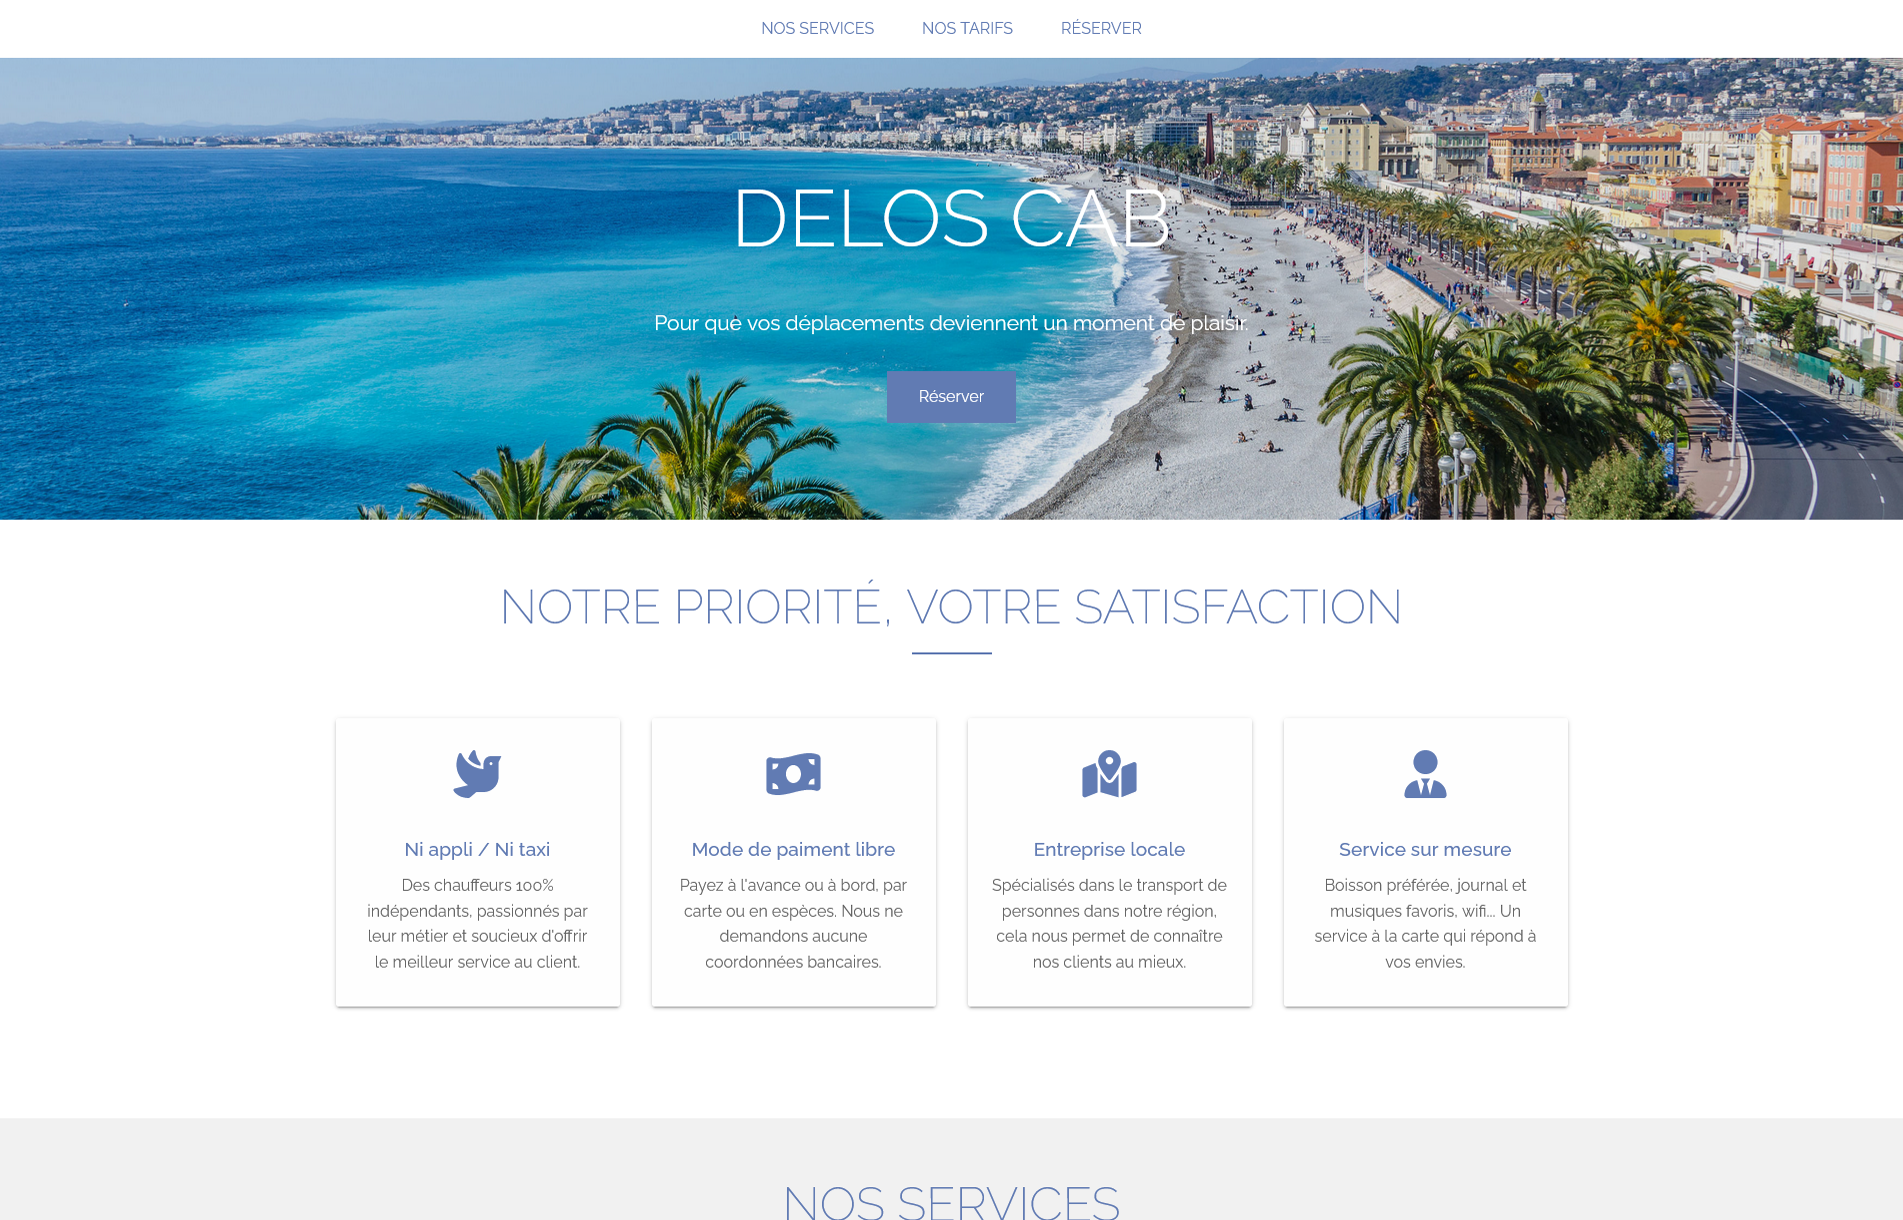 NOS SERVICES NOS TARIFS RÉSERVER
DELOS CAB
Pour que vos déplacements deviennent un moment de plaisir.
Réserver
NOTRE PRIORITÉ, VOTRE SATISFACTION
Ni appli / Ni taxi
Des chauffeurs 100%
indépendants, passionnés par
leur métier et soucieux d'offrir
le meilleur service au client.
Mode de paiment libre
Payez à l'avance ou à bord, par
carte ou en espèces. Nous ne
demandons aucune
coordonnées bancaires.
Entreprise locale
Spécialisés dans le transport de
personnes dans notre région,
cela nous permet de connaître
nos clients au mieux.
Service sur mesure
Boisson préférée, journal et
musiques favoris, wifi... Un
service à la carte qui répond à
vos envies.
NOS SERVICES